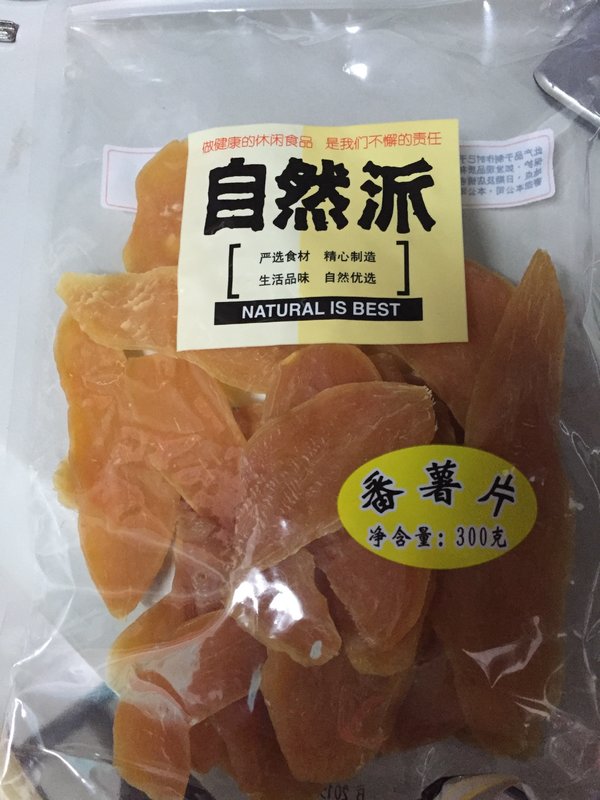 做健康的休闲食品 是我们不懈的责任
自然派
严选食材 精心制造
生活品味 自然优选
NATURAL IS BEST
番薯片
净含量：300克